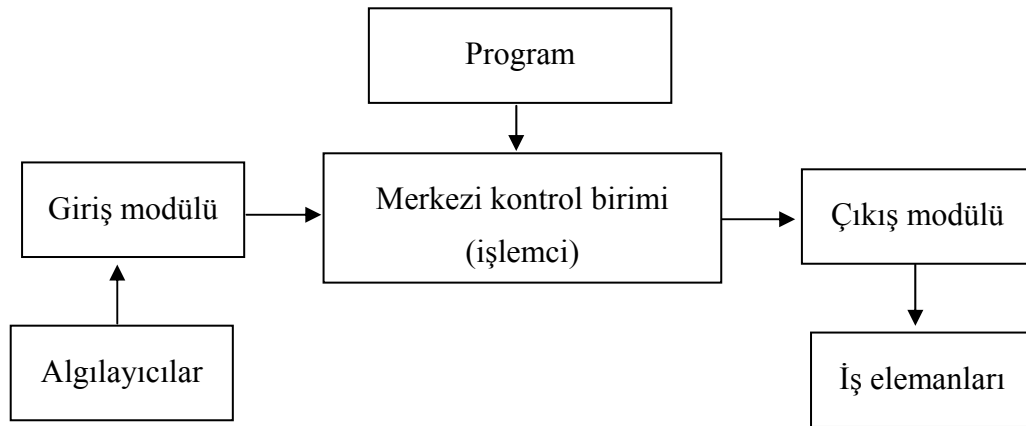 Program
Giriş modülü
Merkezi kontrol birimi
(işlemci)
Çıkış modülü
Algılayıcılar
İş elemanları